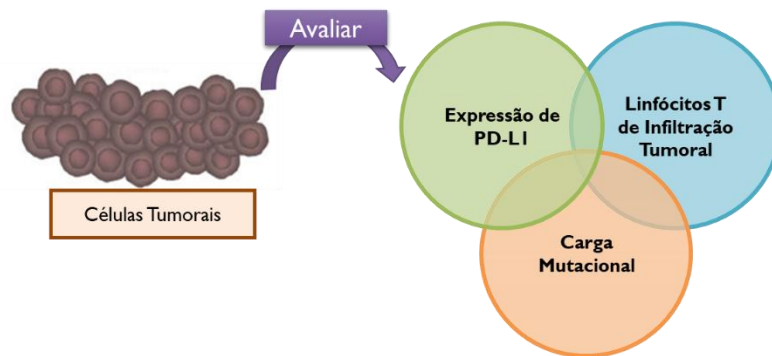 Avaliar
Células Tumorais
Expressão de
PD-L1
Linfócitos T
de Infiltração
Tumoral
Carga
Mutacional